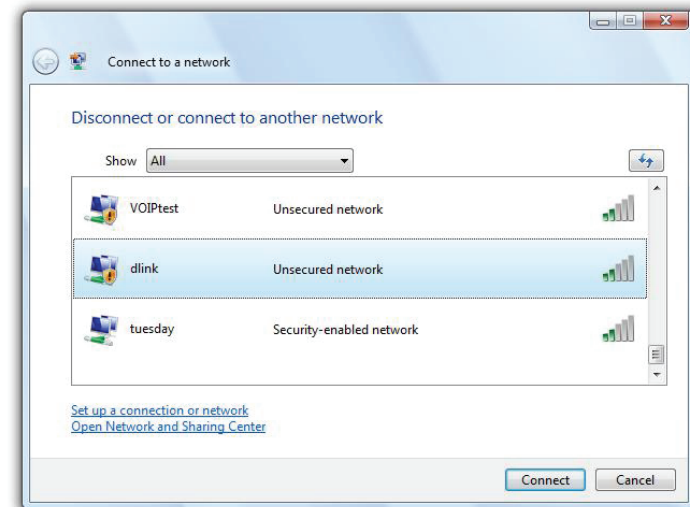 Connect to a network
Disconnect or connect to another network
Show All
VOIPtest Unsecured network
dlink Unsecured network
tuesday Security-enabled network
Set up a connection or network
Open Network and Sharing Center
Connect Cancel